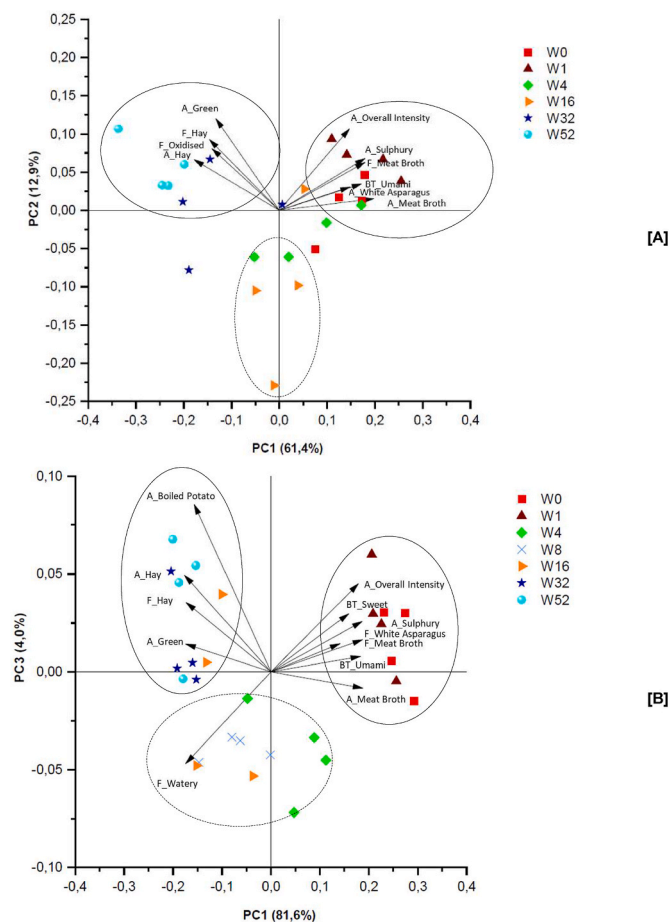 0,25
0,20
0,15
0,10
0,05
0,00
-0,05
-0,10
-0,15
-0,20
0,25
PC2 (12,9%)
A_Green
F_Hay
F_Oxidised
A_Hay
A_Overall Intensity
A_Sulphury
F_Meat Broth
BT_Umami
A_White Asparagus
A_Meat Broth
W0
W1
W4
W16
W32
W52
[A]
-0,4 -0,3 -0,2 -0,1 0,0 0,1 0,2 0,3 0,4
PC1 (61,4%)
0,10
0,05
0,00
-0,05
-0,10
PC3 (4,0%)
A_Boiled Potato
A_Hay
F_Hay
A_Green
F_Watery
A_Overall Intensity
BT_Sweet
A_Sulphury
F_White Asparagus
F_Meat Broth
BT_Umami
A_Meat Broth
W0
W1
W4
W8
W16
W32
W52
[B]
-0,4 -0,3 -0,2 -0,1 0,0 0,1 0,2 0,3 0,4
PC1 (81,6%)